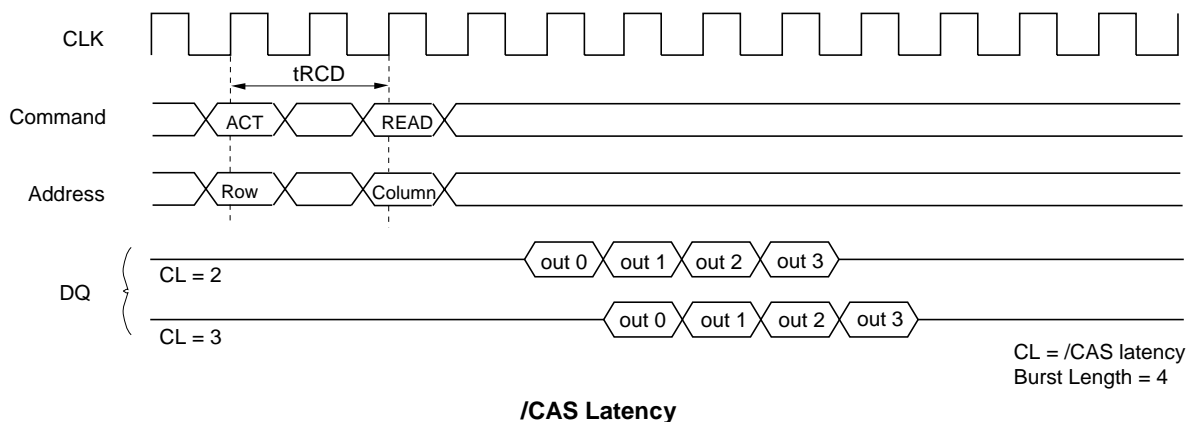 CLK
tRCD
Command ACT READ
Address Row Column
DQ
CL = 2 out 0 out 1 out 2 out 3
CL = 3 out 0 out 1 out 2 out 3
CL = /CAS latency
Burst Length = 4
/CAS Latency